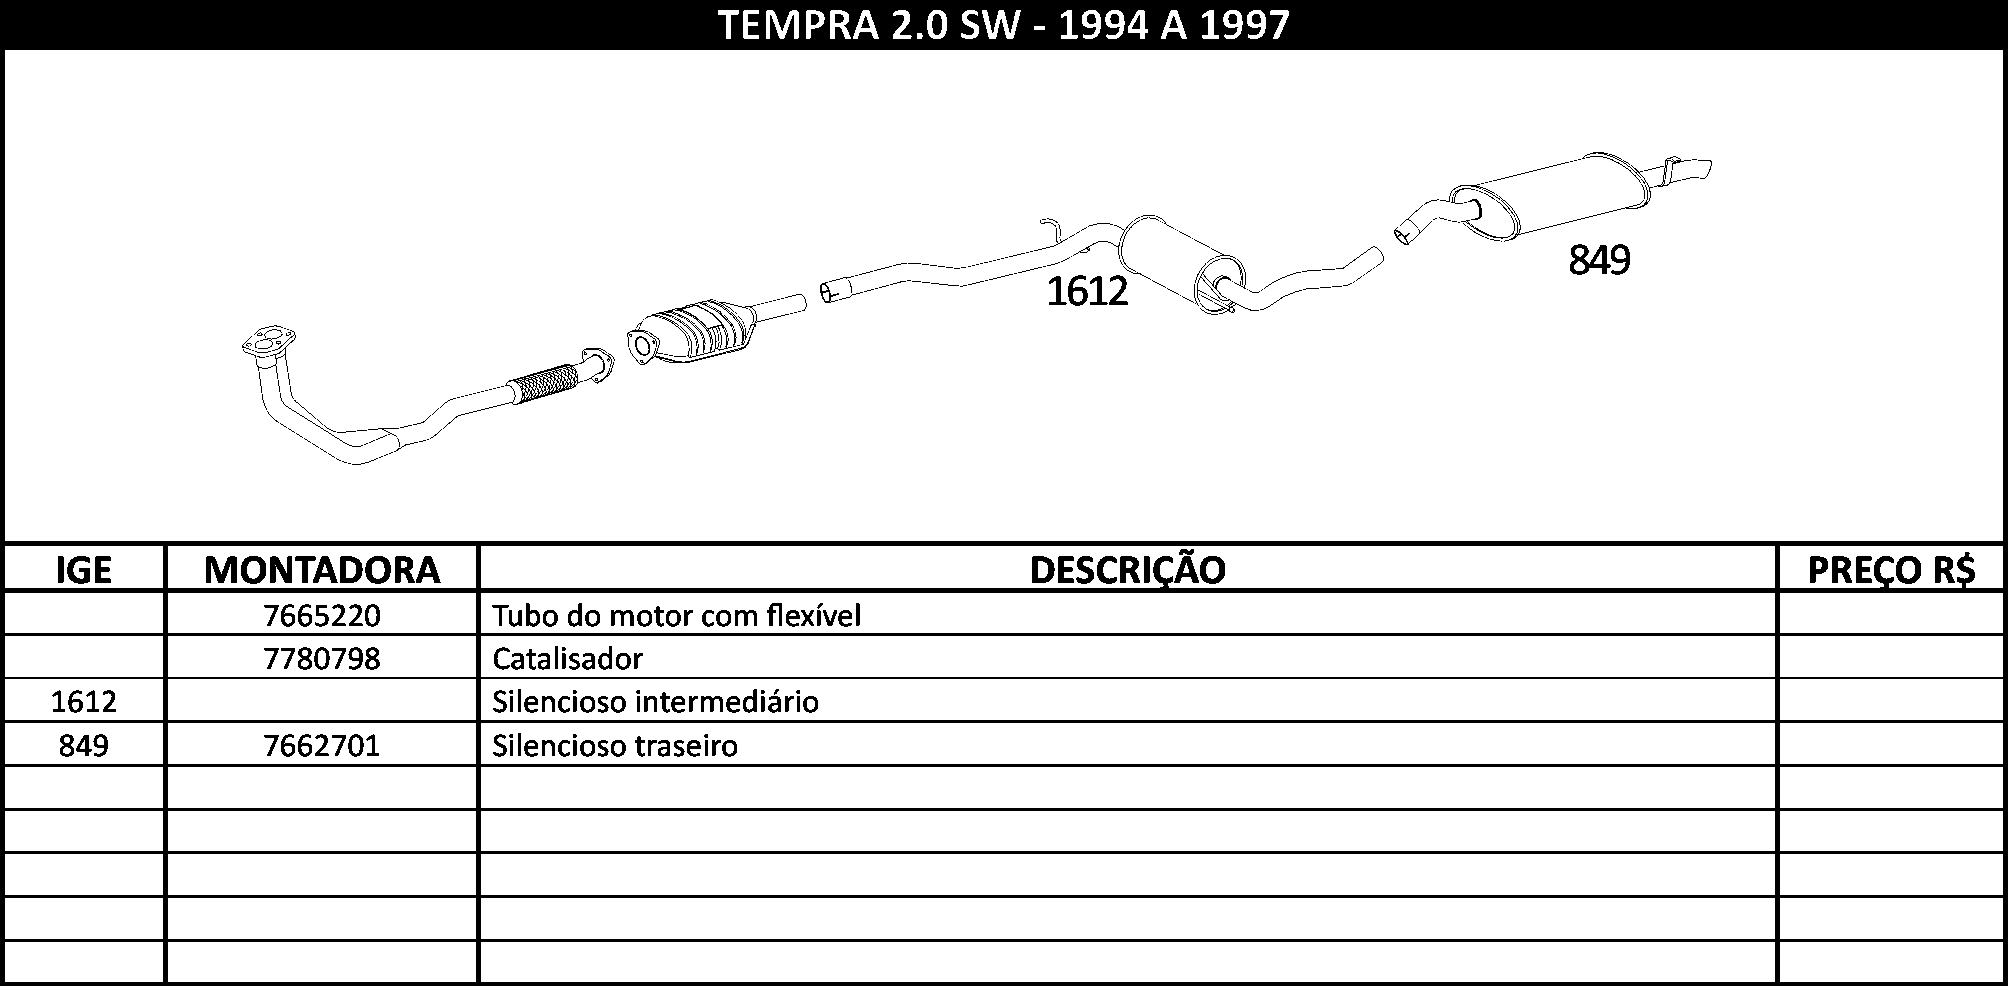 TEMPRA 2.0 SW - 1994 A 1997
849
1612
IGE MONTADORA DESCRIÇÃO PREÇO R$
7665220 Tubo do motor com flexível
7780798 Catalisador
1612 Silencioso intermediário
849 7662701 Silencioso traseiro